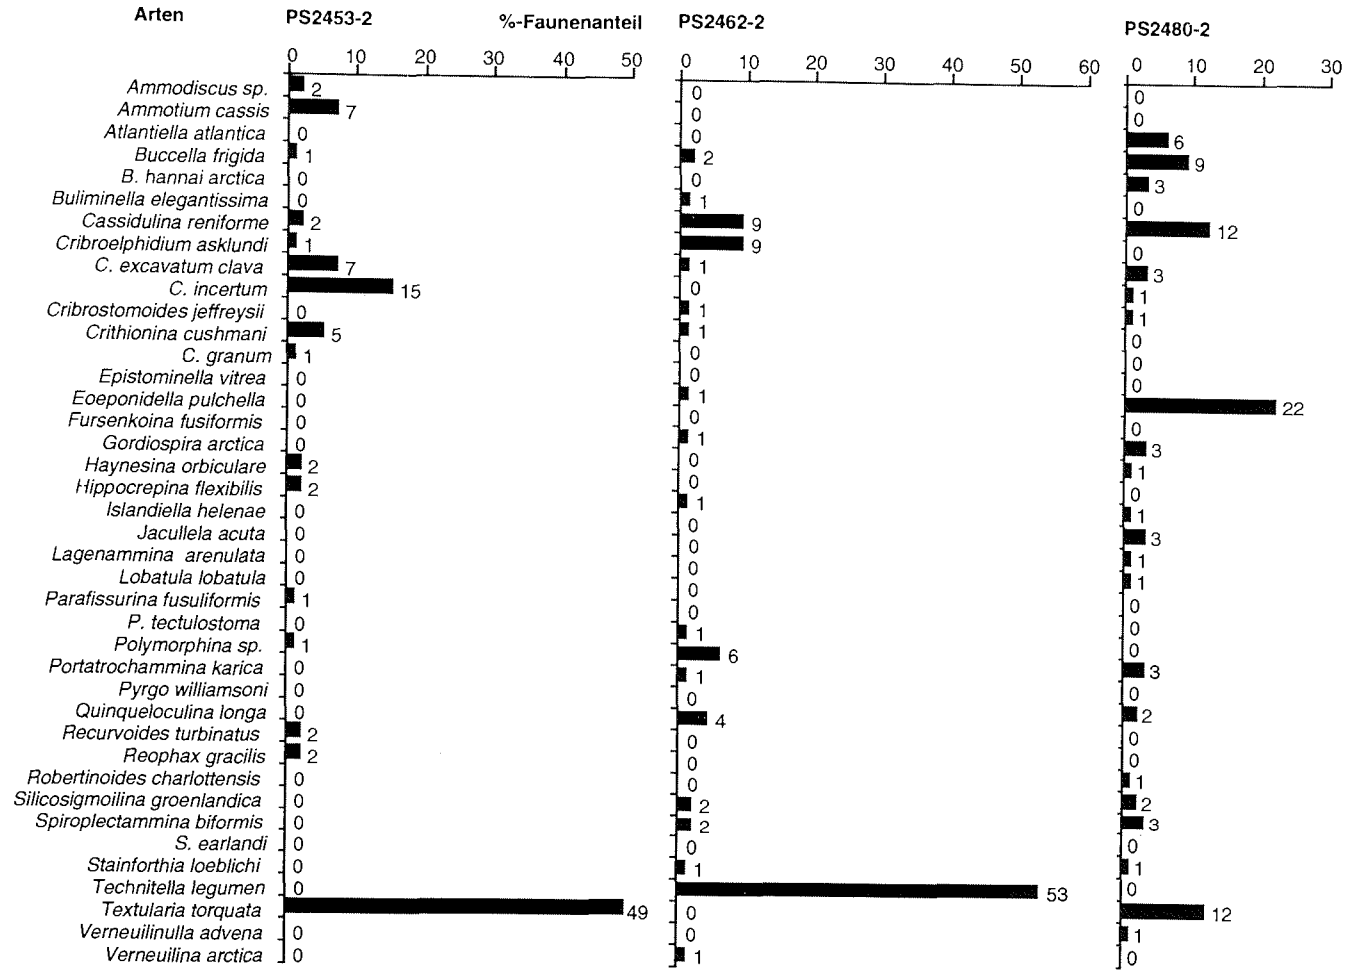 Arten PS2453-2 %-Faunenanteil PS2462-2 PS2480-2
0 10 20 30 40 50 0 10 20 30 40 50 60 0 10 20 30
Ammodiscus sp. 2 0 0
Ammotium cassis 7 0 0
Atlantiella atlantica 0 0 6
Buccella frigida 1 2 9
B. hannai arctica 0 0 3
Buliminella elegantissima 0 1 0
Cassidulina reniforme 2 9 12
Cribroelphidium asklundi 1 9 0
C. excavatum clava 7 1 3
C. incertum 15 0 1
Cribrostomoides jeffreysii 0 1 1
Crithionina cushmani 5 1 0
C. granum 1 0 0
Epistominella vitrea 0 0 0
Eoeponidella pulchella 0 1 22
Fursenkoina fusiformis 0 0 0
Gordiospira arctica 0 1 3
Haynesina orbiculare 2 0 1
Hippocrepina flexibilis 2 0 0
Islandiella helenae 0 1 1
Jacullela acuta 0 0 3
Lagenammina arenulata 0 0 1
Lobatula lobatula 0 0 1
Parafissurina fusuliformis 1 0 0
P. tectulostoma 0 1 0
Polymorphina sp. 1 6 0
Portatrochammina karica 0 1 3
Pyrgo williamsoni 0 0 0
Quinqueloculina longa 0 4 2
Recurvoides turbinatus 2 0 0
Reophax gracilis 2 0 0
Robertinoides charlottensis 0 0 1
Silicosigmoilina groenlandica 0 2 2
Spiroplectammina biformis 0 2 3
S. earlandi 0 0 0
Stainforthia loeblichi 0 1 1
Technitella legumen 0 53 0
Textularia torquata 49 0 12
Verneuilinulla advena 0 0 1
Verneuilina arctica 0 1 0